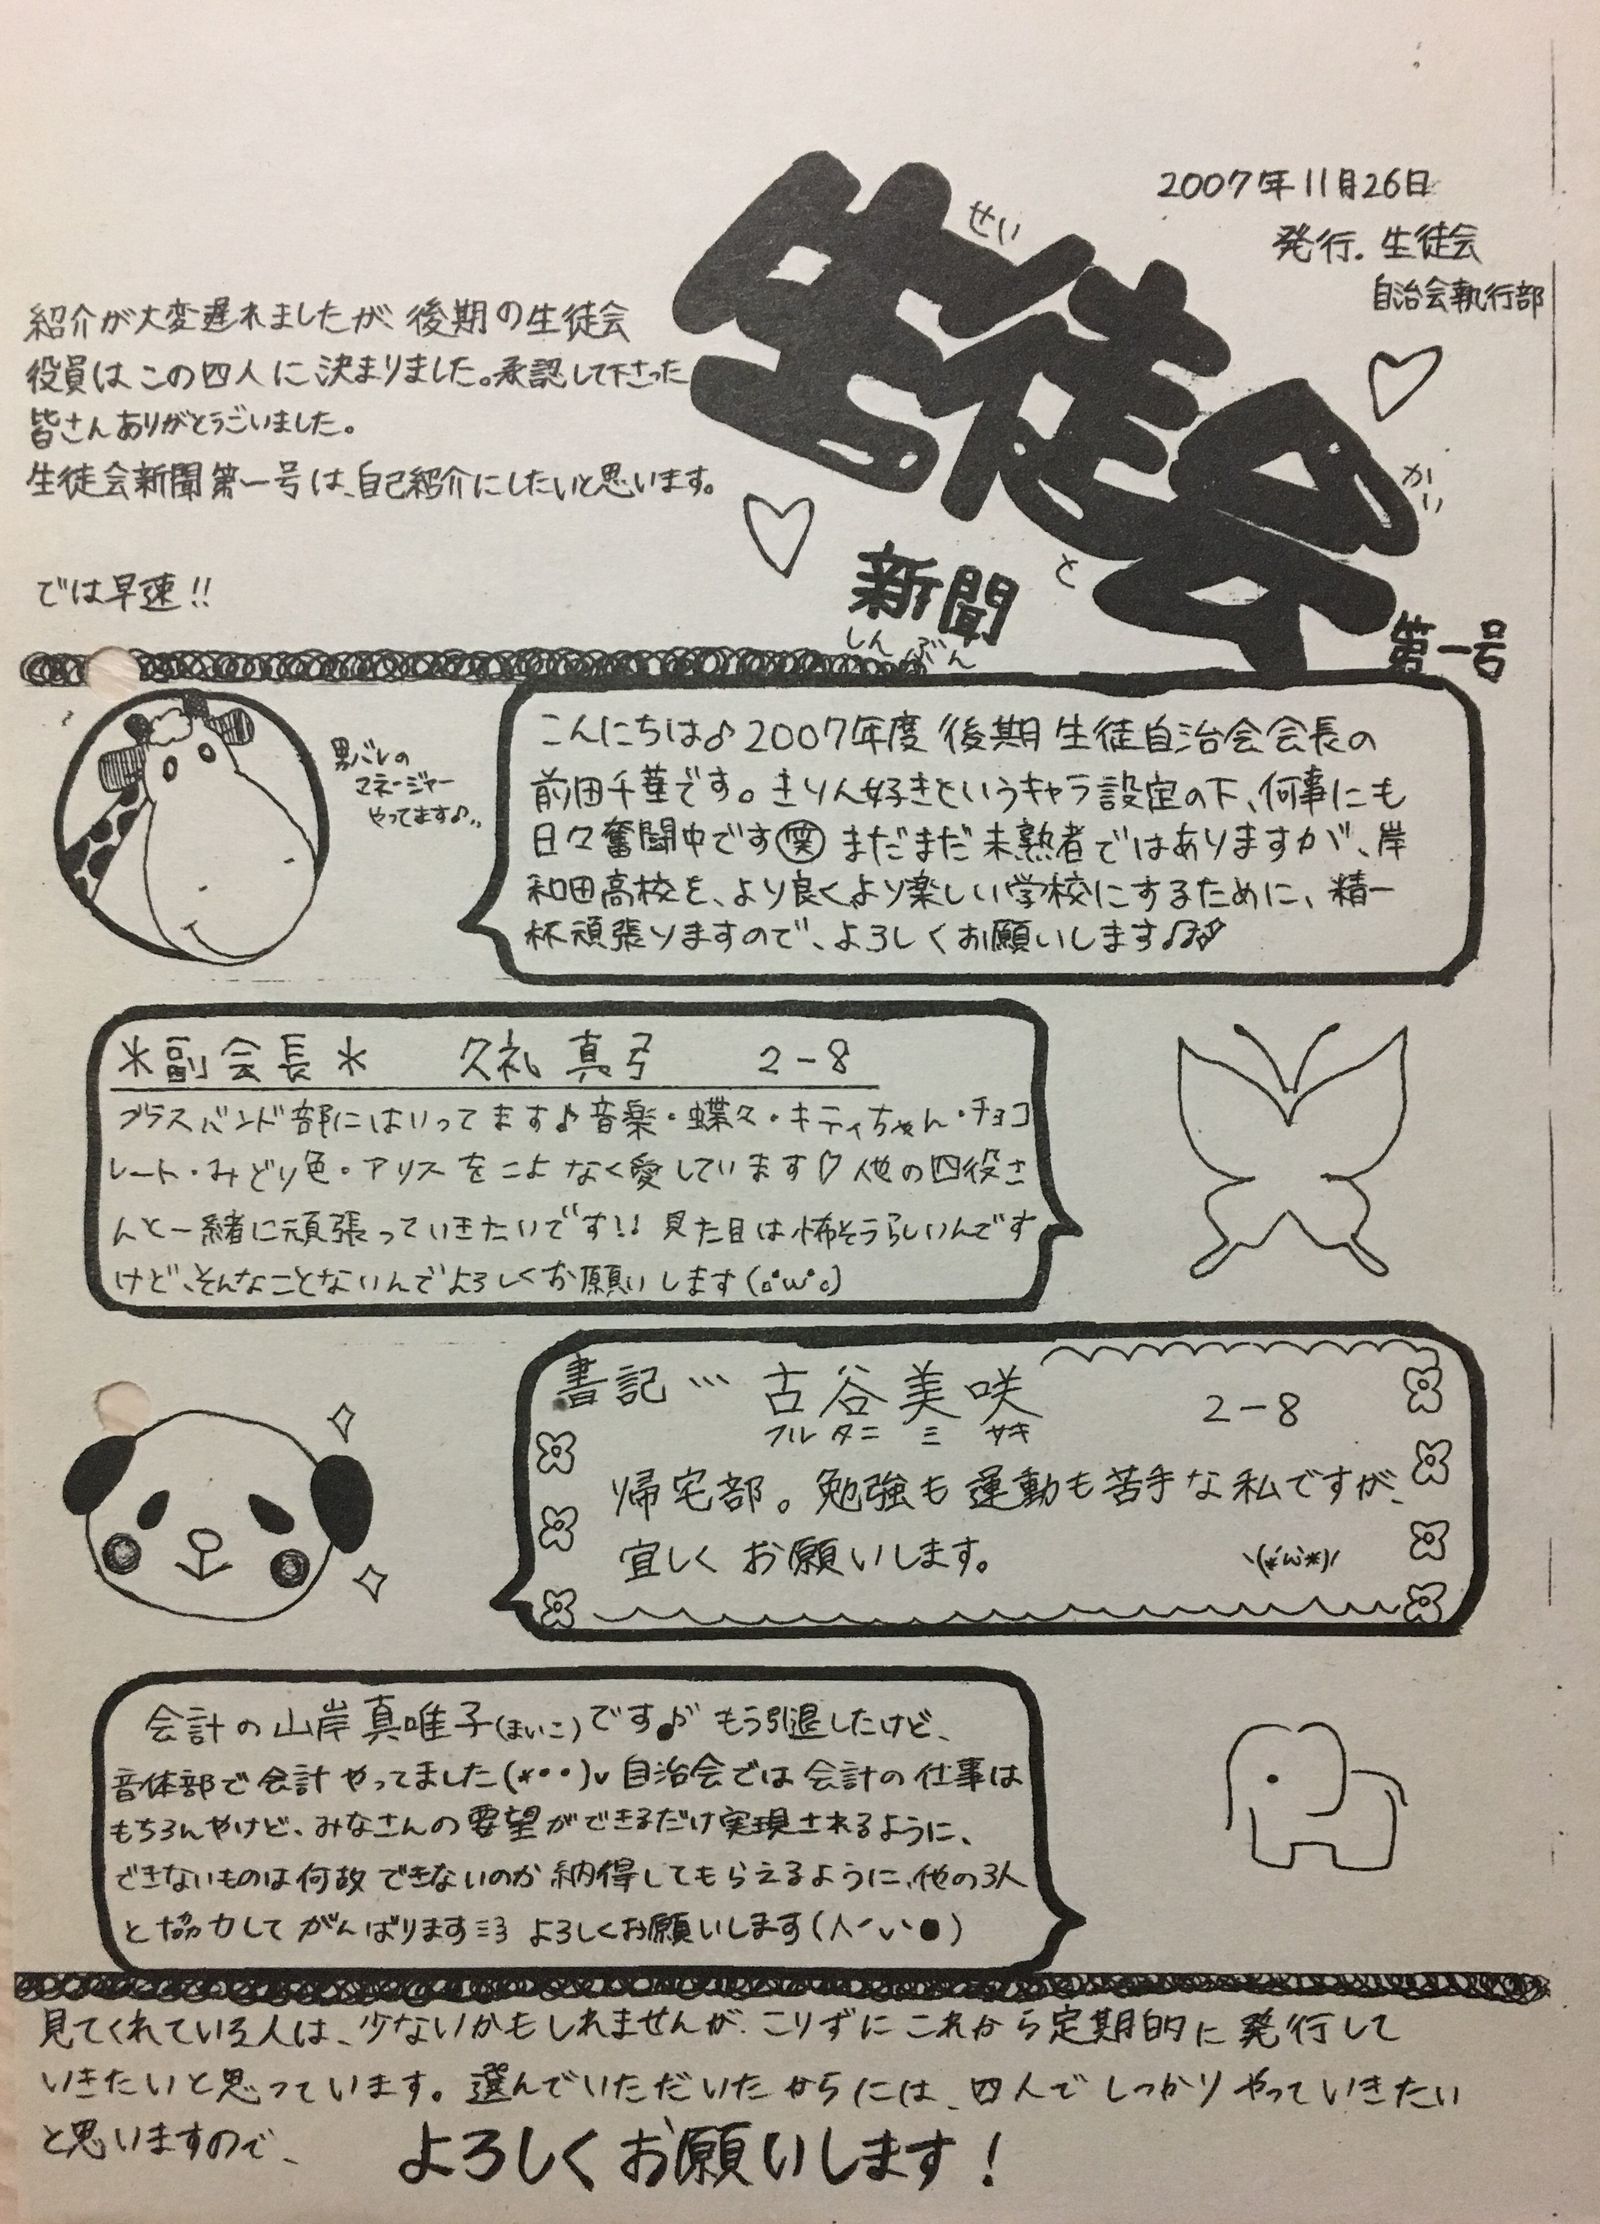 2007年11月26日
発行. 生徒会
自治会執行部
生徒会
せい
と
かい
新聞
しんぶん
第一号
紹介が大変遅れましたが、後期の生徒会
役員はこの四人に決まりました。承認して下さった
皆さんありがとうございました。
生徒会新聞第一号は、自己紹介にしたいと思います。
では早速!!
男バレの
マネージャー
やってます♪
こんにちは♪2007年度後期生徒自治会会長の
前田千華です。きりん好きというキャラ設定の下、何事にも
日々奮闘中です㊗笑 まだまだ未熟者ではありますが、岸
和田高校を、より良くより楽しい学校にするために、精一
杯頑張りますので、よろしくお願いします♪♪
*副会長* 久礼 真弓 2-8
ブラスバンド部にはいってます♪音楽・蝶々・キティちゃん・チョコ
レート・みどり色・アリスをこよなく愛しています♡他の四役さ
んと一緒に頑張っていきたいです!! 見た目は怖そうらしいんです
けど、そんなことないんでよろしくお願いします(｡･ω･｡)
書記… 古谷美咲 2-8
フルタニ ミサキ
帰宅部。勉強も運動も苦手な私ですが、
宜しくお願いします。 ヽ(*´ω`*)ﾉ
会計の山岸真唯子(まいこ)です♪ もう引退したけど、
音体部で会計やってました(*••)v 自治会では会計の仕事は
もちろんやけど、みなさんの要望ができるだけ実現されるように、
できないものは何故できないのか納得してもらえるように、他の3人
と協力してがんばります よろしくお願いします(人´∪`●)
見てくれている人は、少ないかもしれませんが、こりずにこれから定期的に発行して
いきたいと思っています。選んでいただいたからには、四人でしっかりやっていきたい
と思いますので、 よろしくお願いします!